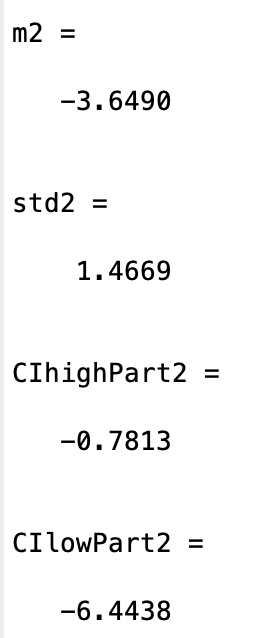 m2 =
-3.6490
std2 =
1.4669
CIhighPart2 =
-0.7813
CIlowPart2 =
-6.4438